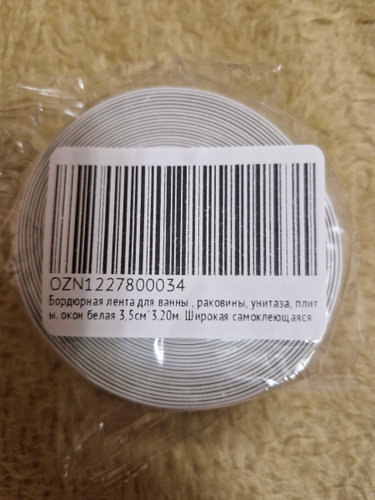 OZN1227800034
Бордюрная лента для ванны , раковины, унитаза, плит
ы, окон белая 3,5см*3.20м. Широкая самоклеющаяся